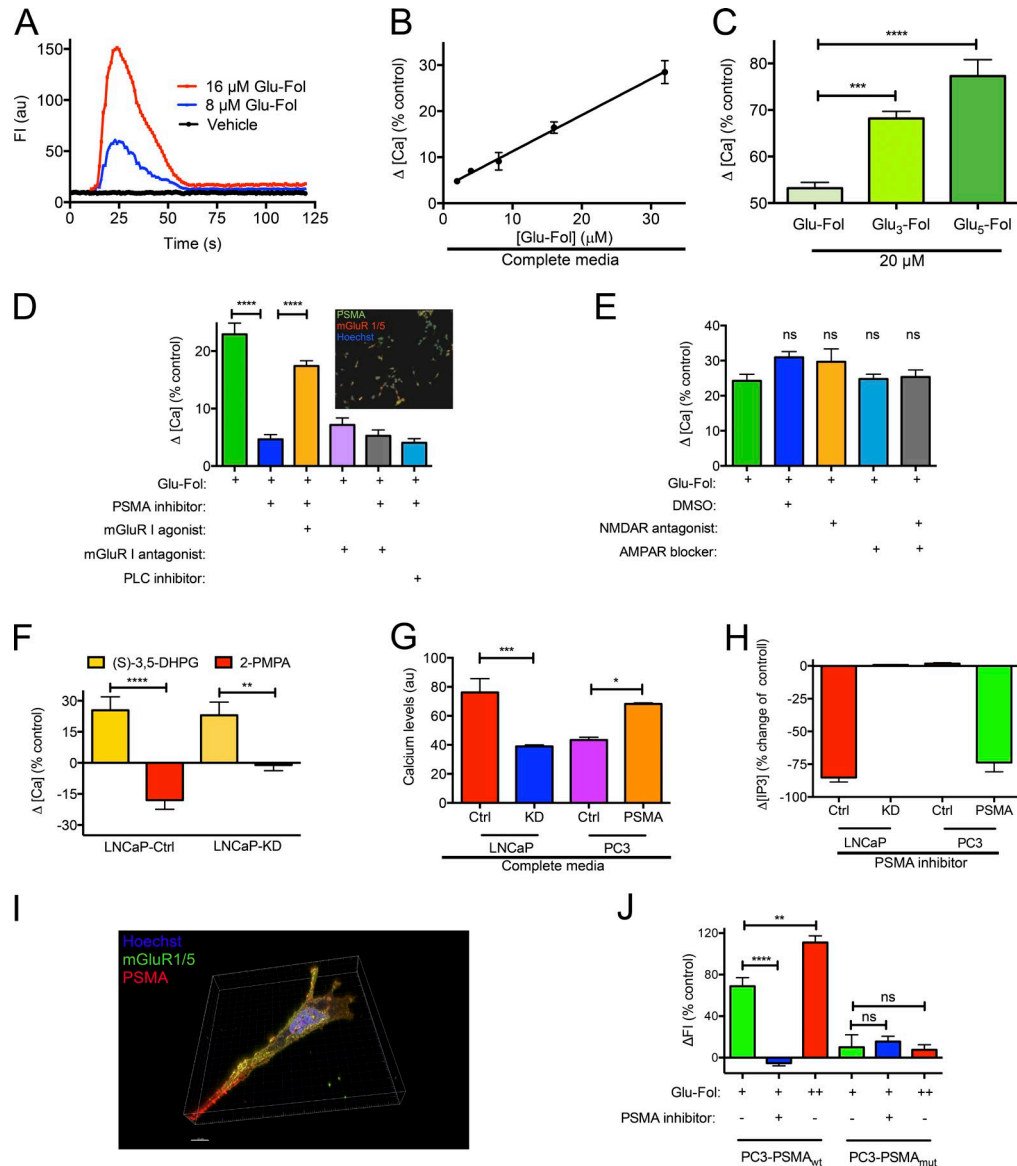 A
FI (au)
150
100
50
0
16 µM Glu-Fol
8 µM Glu-Fol
Vehicle
0 25 50 75 100 125
Time (s)
B
Δ [Ca] (% control)
30
20
10
0
0 10 20 30
[Glu-Fol] (µM)
Complete media
C
Δ [Ca] (% control)
80
70
60
50
****
***
Glu-Fol Glu3-Fol Glu5-Fol
20 µM
D
Δ [Ca] (% control)
20
10
0
**** ****
PSMA
mGluR 1/5
Hoechst
Glu-Fol: + + + + + +
PSMA inhibitor: + + + +
mGluR I agonist: +
mGluR I antagonist: + +
PLC inhibitor: +
E
Δ [Ca] (% control)
40
30
20
10
0
ns ns ns ns
Glu-Fol: + + + + +
DMSO: +
NMDAR antagonist: + +
AMPAR blocker: + +
F
(S)-3,5-DHPG 2-PMPA
Δ [Ca] (% control)
30
15
0
-15
-30
**** **
LNCaP-Ctrl LNCaP-KD
G
Calcium levels (au)
80
60
40
20
0
*** *
Ctrl KD Ctrl PSMA
LNCaP PC3
Complete media
H
Δ[IP3] (% change of controll)
0
-25
-50
-75
-100
Ctrl KD Ctrl PSMA
LNCaP PC3
PSMA inhibitor
I
Hoechst
mGluR1/5
PSMA
J
ΔFI (% control)
120
80
40
0
**
****
ns
ns
Glu-Fol: + + ++ + + ++
PSMA inhibitor: - + - - + -
PC3-PSMAwt PC3-PSMAmut